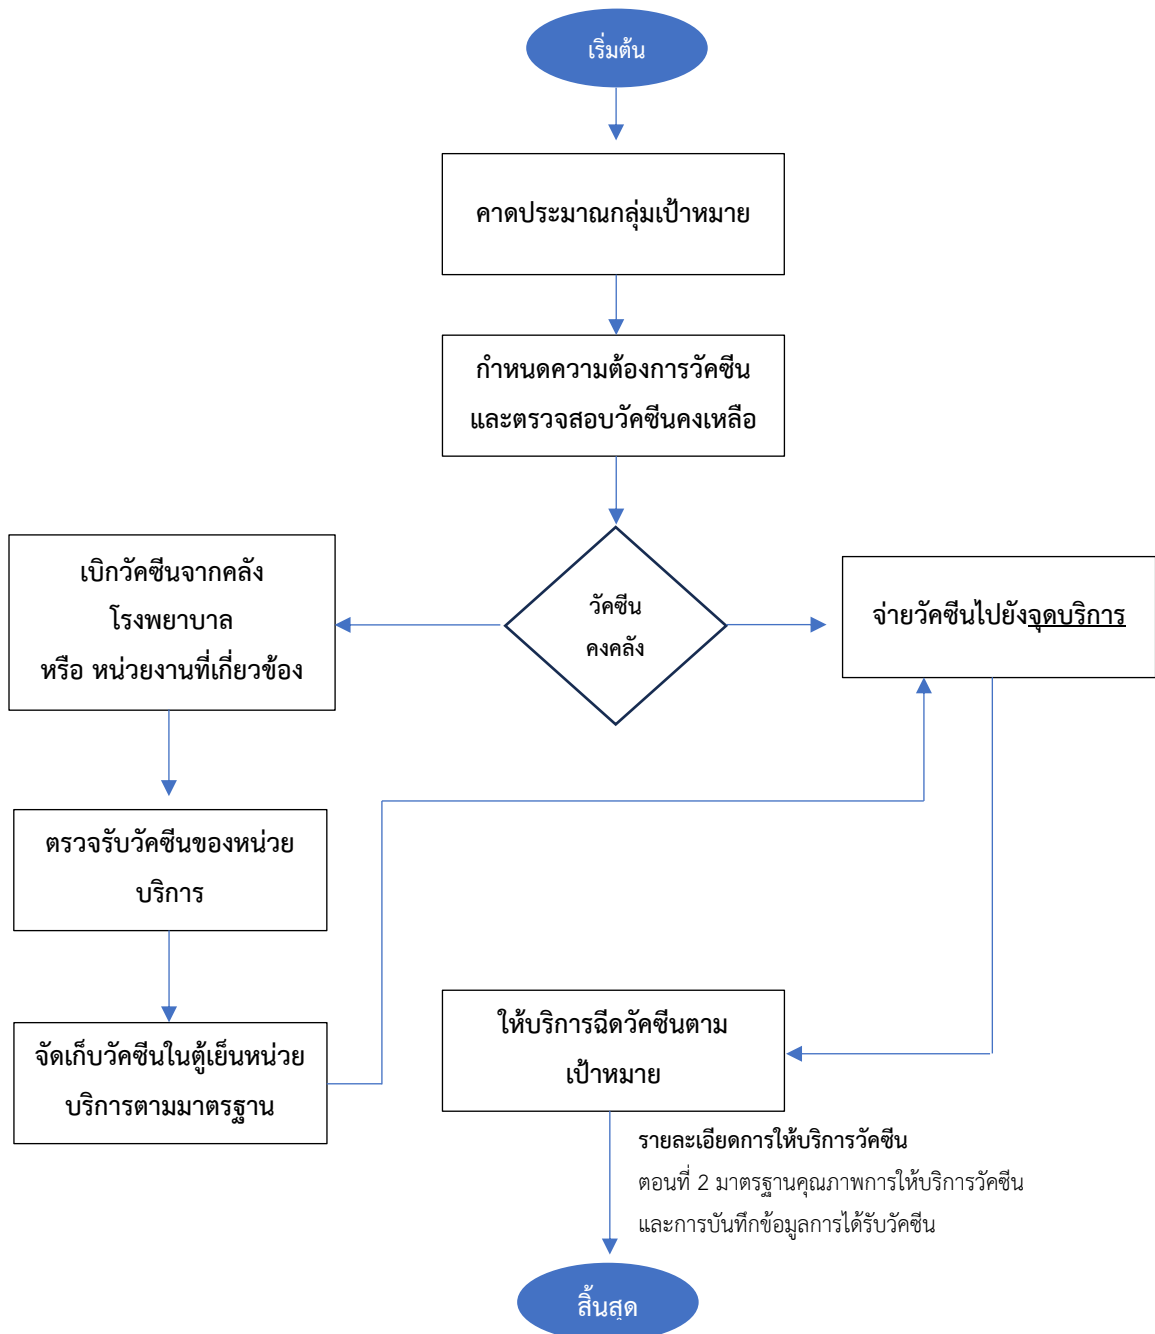 เริ่มต้น
คาดประมาณกลุ่มเป้าหมาย
กำหนดความต้องการวัคซีน
และตรวจสอบวัคซีนคงเหลือ
วัคซีน
คงคลัง
เบิกวัคซีนจากคลัง
โรงพยาบาล
หรือ หน่วยงานที่เกี่ยวข้อง
จ่ายวัคซีนไปยังจุดบริการ
ตรวจรับวัคซีนของหน่วย
บริการ
จัดเก็บวัคซีนในตู้เย็นหน่วย
บริการตามมาตรฐาน
ให้บริการฉีดวัคซีนตาม
เป้าหมาย
รายละเอียดการให้บริการวัคซีน
ตอนที่ 2 มาตรฐานคุณภาพการให้บริการวัคซีน
และการบันทึกข้อมูลการได้รับวัคซีน
สิ้นสุด